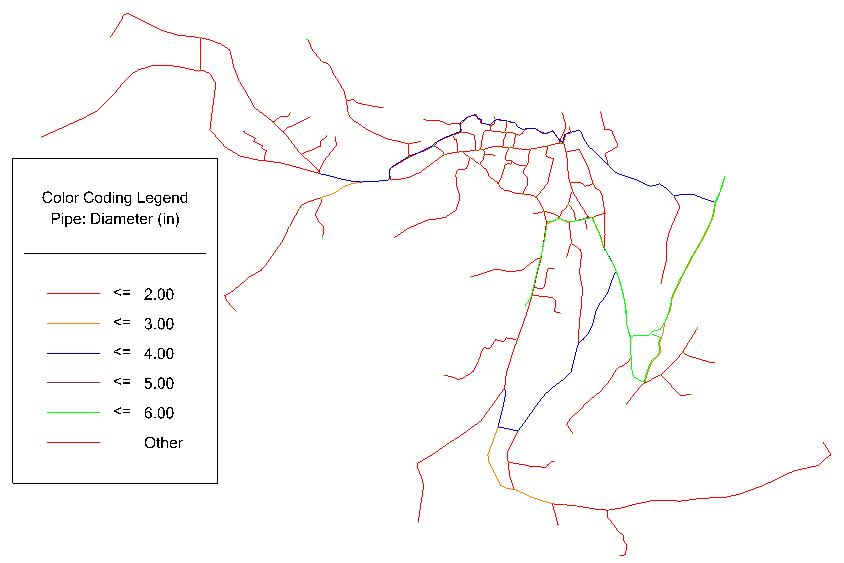 Color Coding Legend
Pipe: Diameter (in)
<= 2.00
<= 3.00
<= 4.00
<= 5.00
<= 6.00
Other